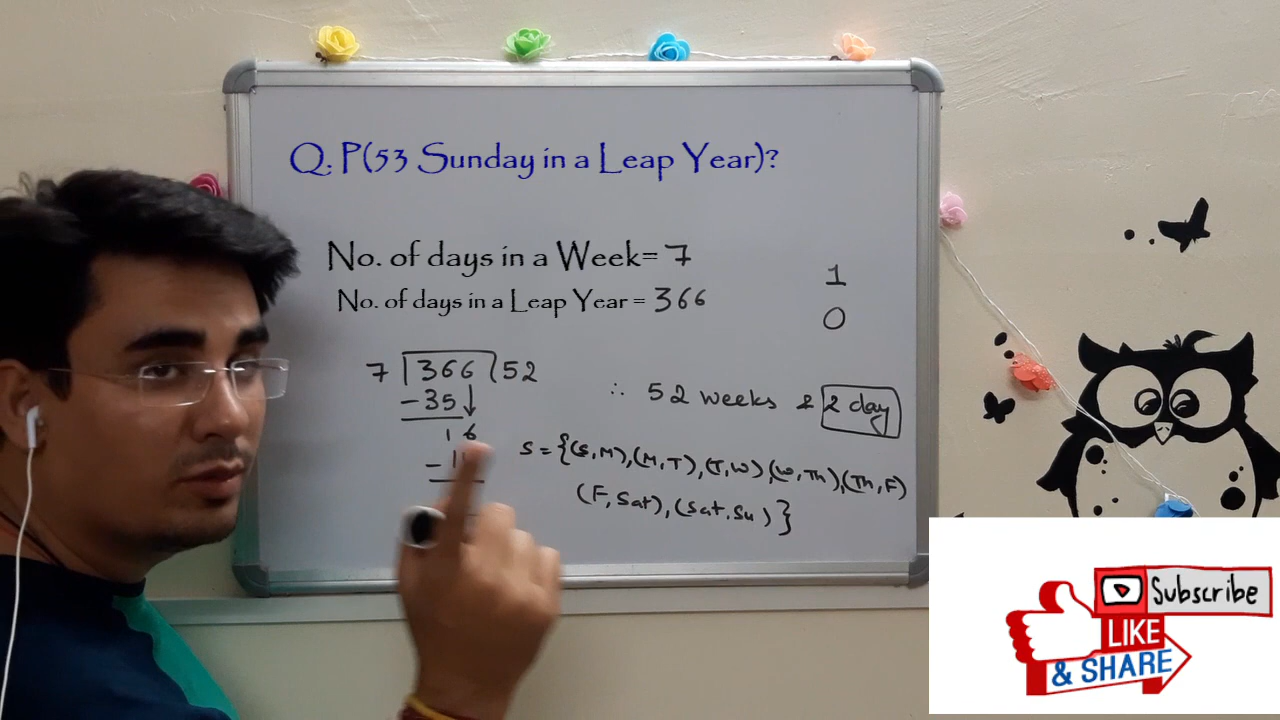 Q: P(53 Sunday in a Leap Year)?
No. of days in a Week= 7
No. of days in a Leap Year = 366
1
0
7 366 52
-35
16
∴ 52 weeks & 2 day
S = {(S,M),(M,T),(T,W),(W,Th),(Th,F)
(F,Sat),(Sat,Su)}
Subscribe
LIKE
& SHARE